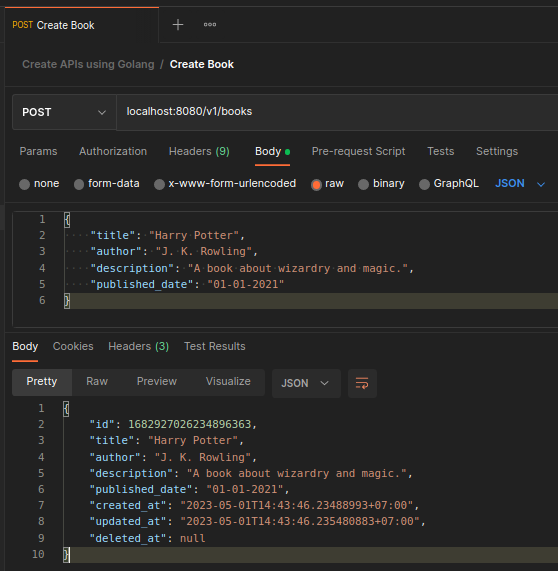 POST Create Book
Create APIs using Golang / Create Book
POST localhost:8080/v1/books
Params Authorization Headers (9) Body Pre-request Script Tests Settings
none form-data x-www-form-urlencoded raw binary GraphQL JSON
1 {
2 ····"title":·"Harry·Potter",
3 ····"author":·"J.·K.·Rowling",
4 ····"description":·"A·book·about·wizardry·and·magic.",
5 ····"published_date":·"01-01-2021"
6 }
Body Cookies Headers (3) Test Results
Pretty Raw Preview Visualize JSON
1 {
2 "id": 1682927026234896363,
3 "title": "Harry Potter",
4 "author": "J. K. Rowling",
5 "description": "A book about wizardry and magic.",
6 "published_date": "01-01-2021",
7 "created_at": "2023-05-01T14:43:46.23488993+07:00",
8 "updated_at": "2023-05-01T14:43:46.235480883+07:00",
9 "deleted_at": null
10 }